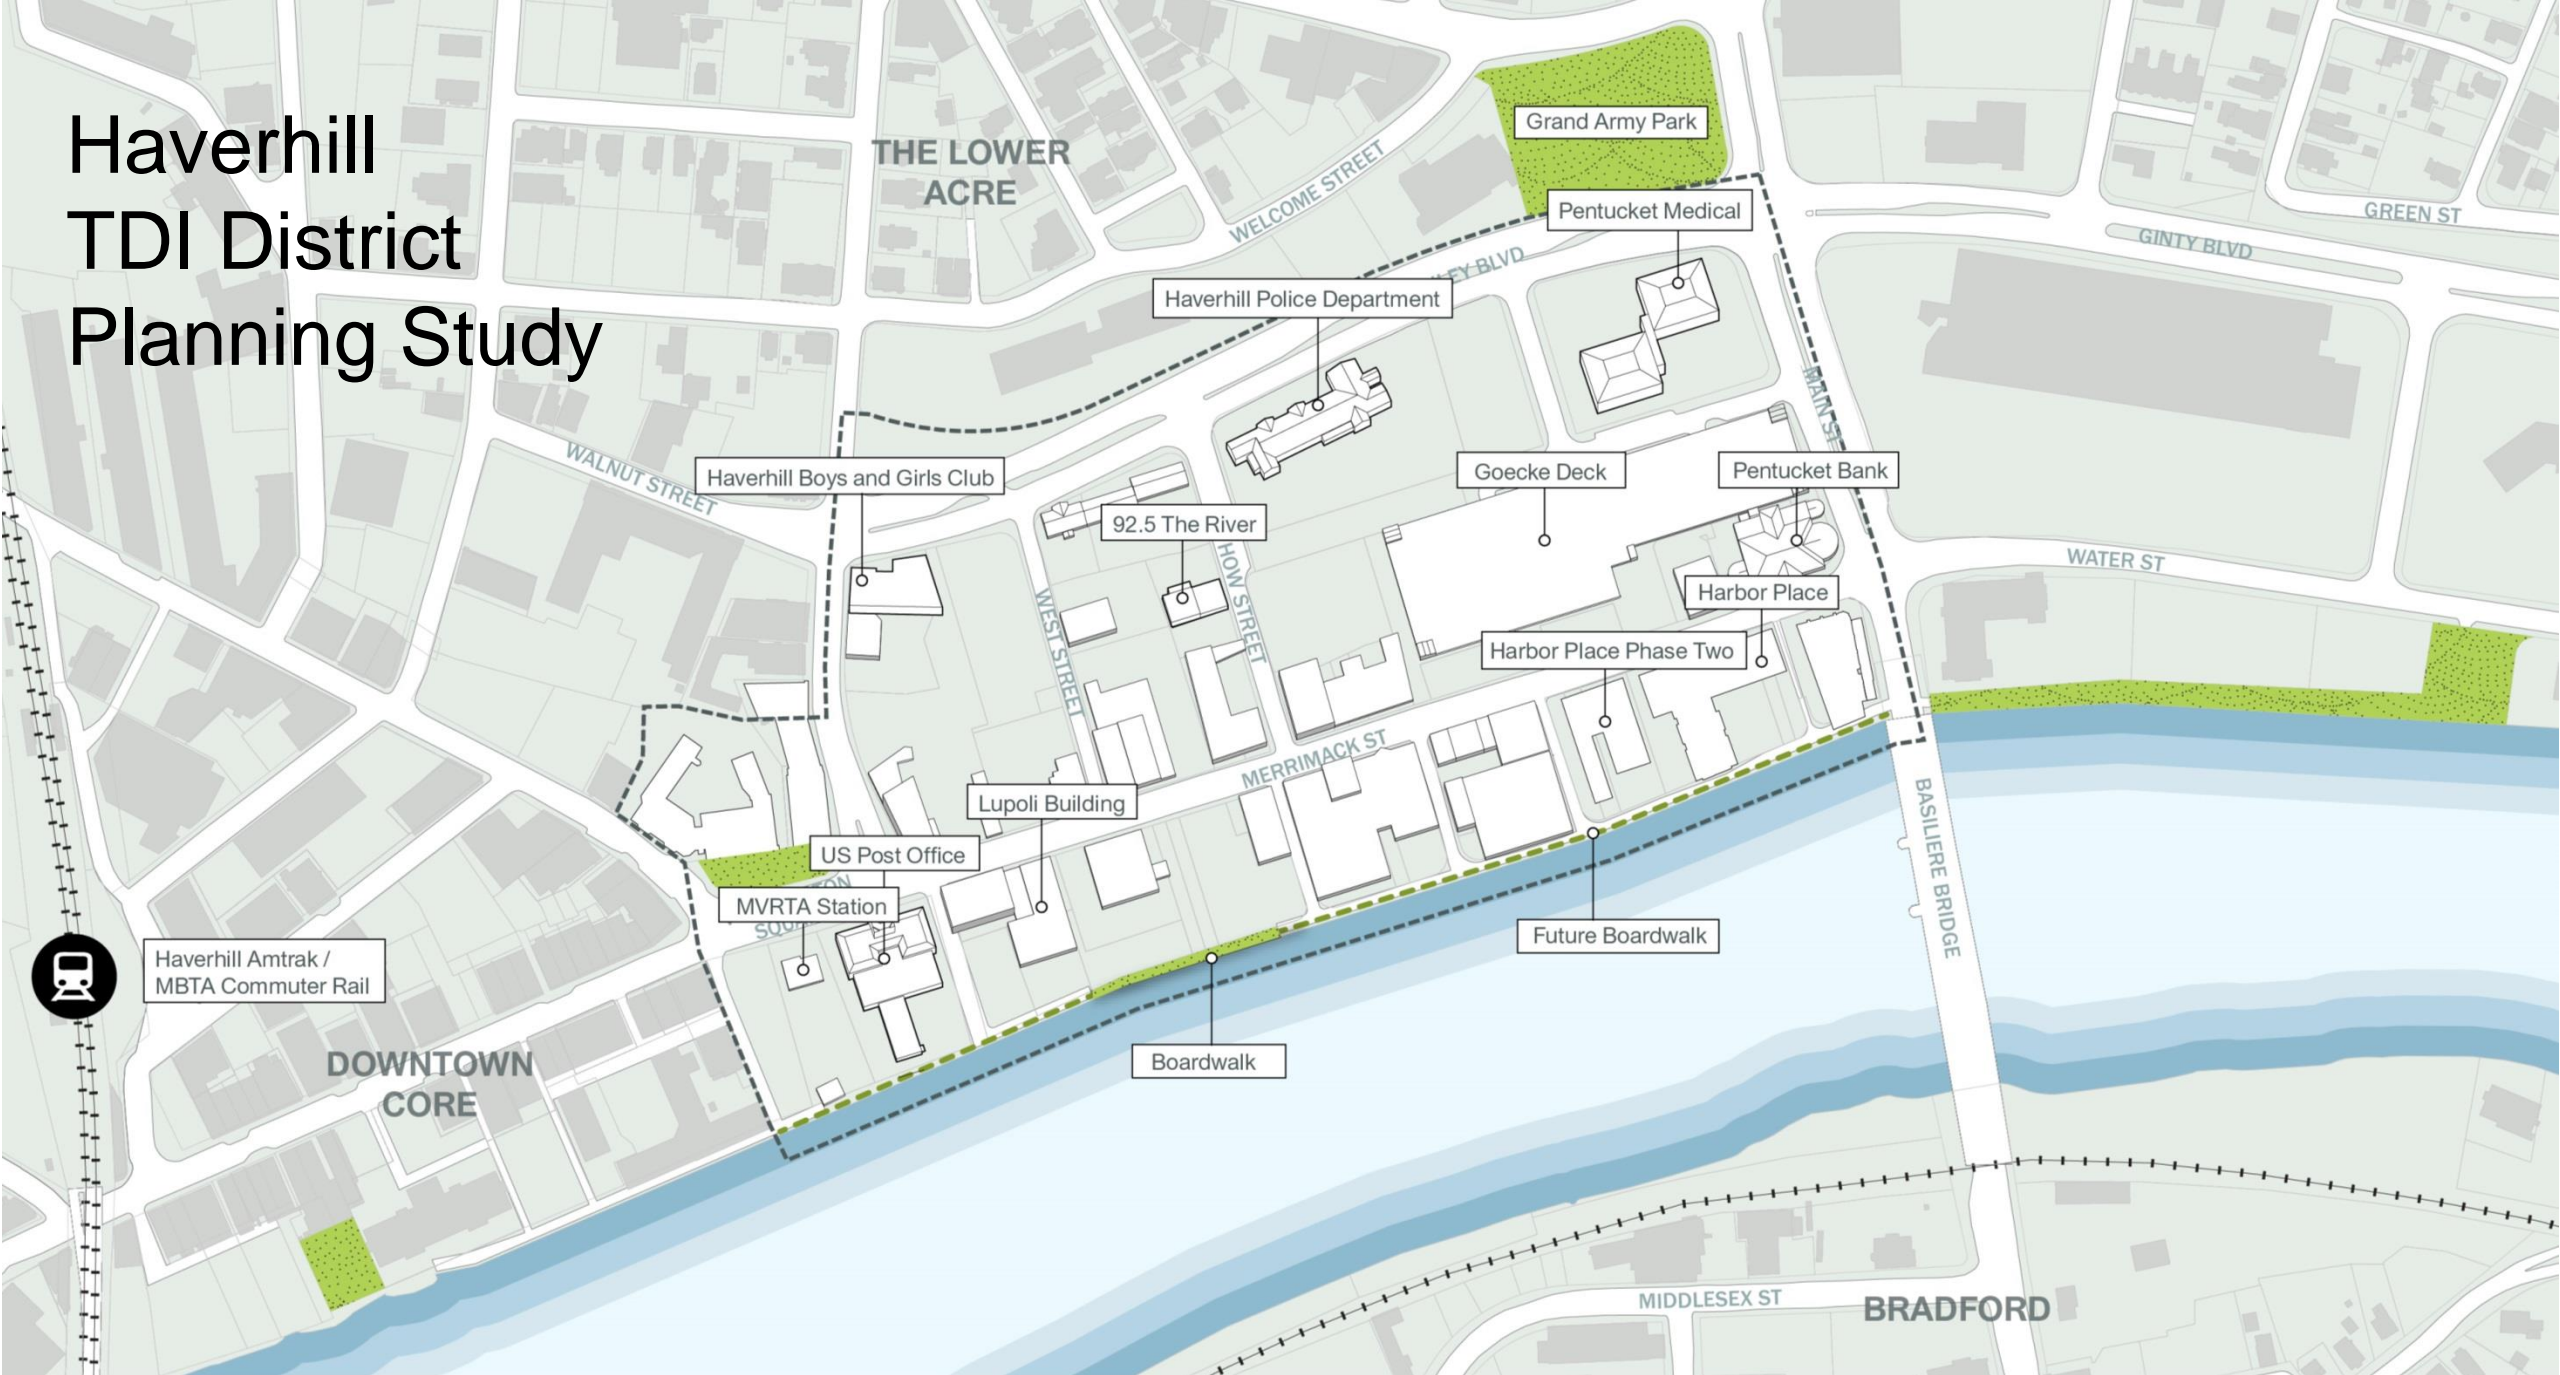 Haverhill
TDI District
Planning Study
THE LOWER
ACRE
Grand Army Park
WELCOME STREET
Pentucket Medical
GREEN ST
GINTY BLVD
BLVD
Haverhill Police Department
MAIN ST
WALNUT STREET
Haverhill Boys and Girls Club
Goecke Deck
Pentucket Bank
92.5 The River
HOW STREET
WATER ST
WEST STREET
Harbor Place
Harbor Place Phase Two
MERRIMACK ST
Lupoli Building
BASILIERE BRIDGE
US Post Office
MVRTA Station
Future Boardwalk
Haverhill Amtrak /
MBTA Commuter Rail
Boardwalk
DOWNTOWN
CORE
MIDDLESEX ST
BRADFORD